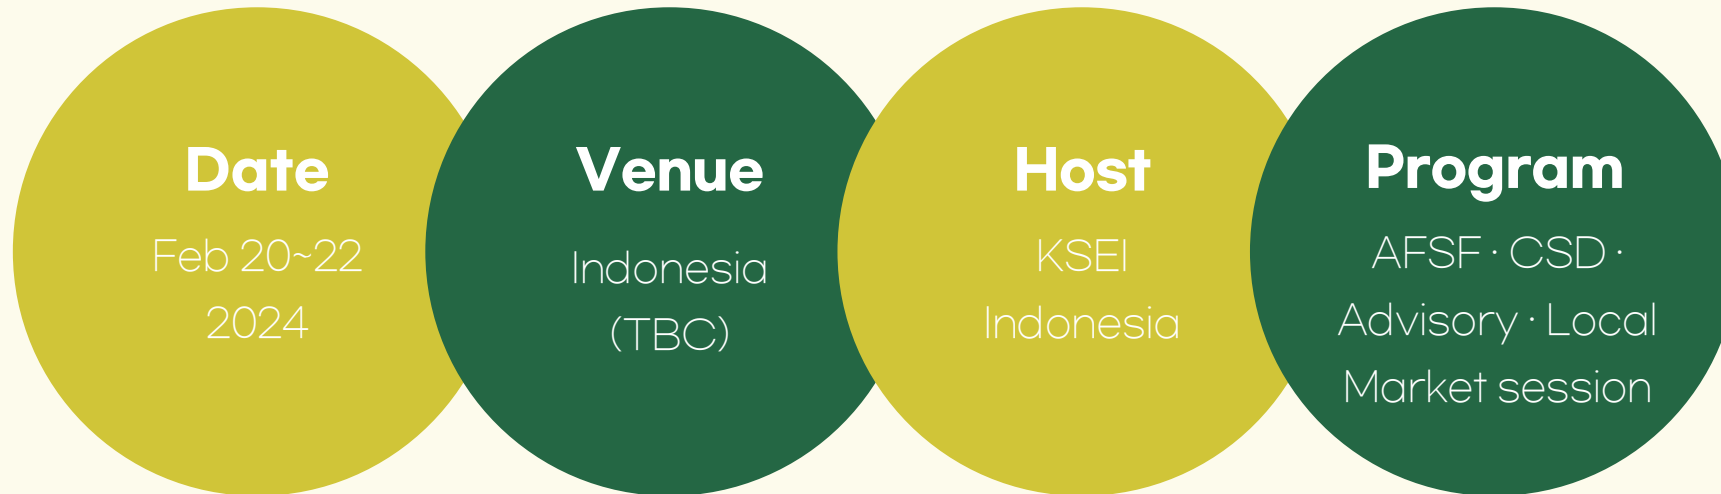 Date
Feb 20~22
2024
Venue
Indonesia
(TBC)
Host
KSEI
Indonesia
Program
AFSF · CSD ·
Advisory · Local
Market session